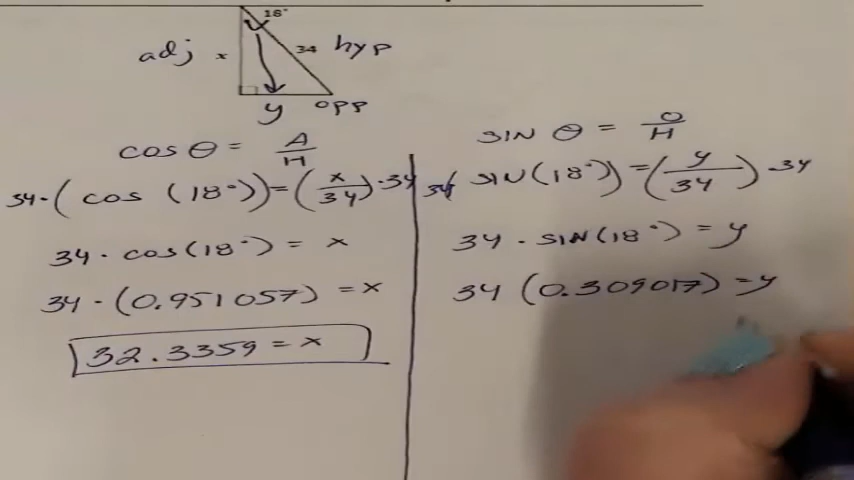 18°
adj x 34 hyp
y opp
cos θ = A/H
34·( cos (18°))=(x/34)·34
34 · cos(18°) = x
34 · (0.951057) = x
32.3359 = x
sin θ = O/H
34( sin(18°))=(y/34)·34
34 · sin(18°) = y
34 (0.309017) = y